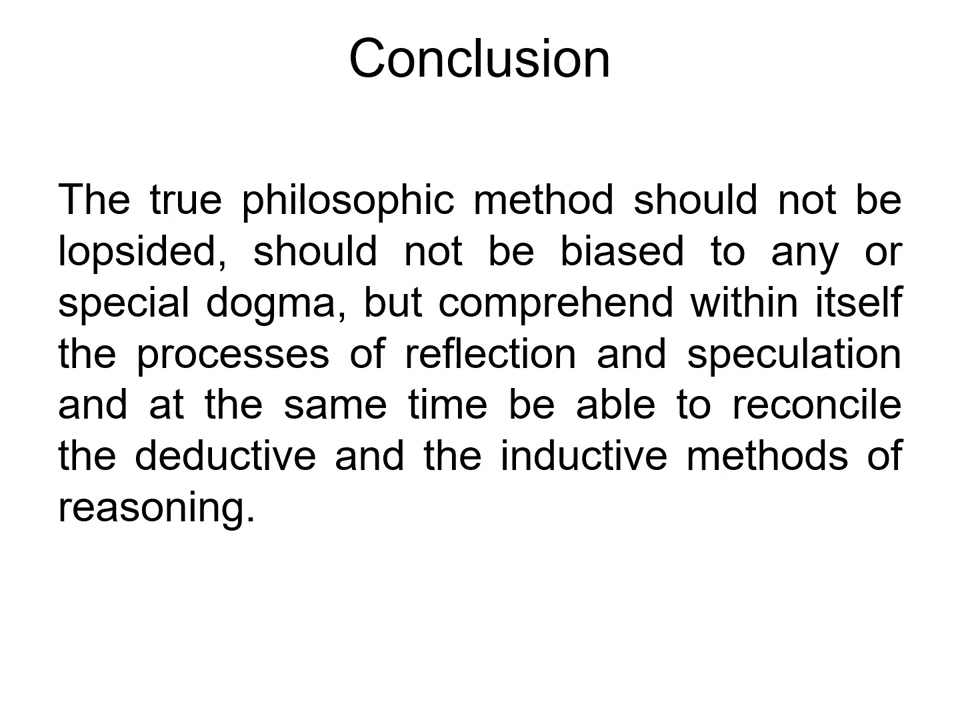 Conclusion
The true philosophic method should not be
lopsided, should not be biased to any or
special dogma, but comprehend within itself
the processes of reflection and speculation
and at the same time be able to reconcile
the deductive and the inductive methods of
reasoning.